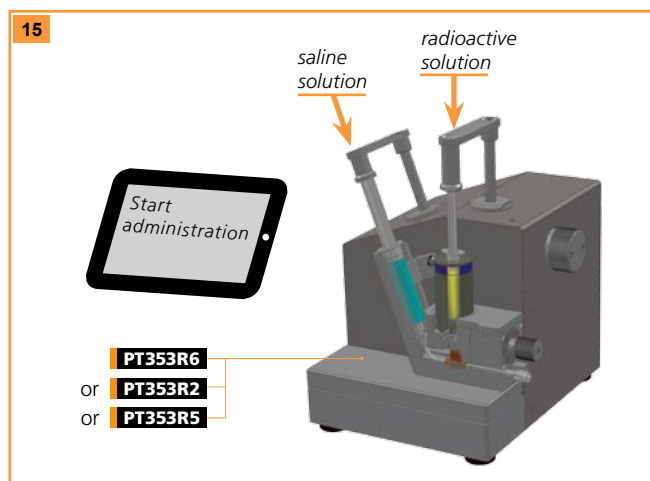 15
saline
solution
radioactive
solution
Start
administration
PT353R6
or PT353R2
or PT353R5